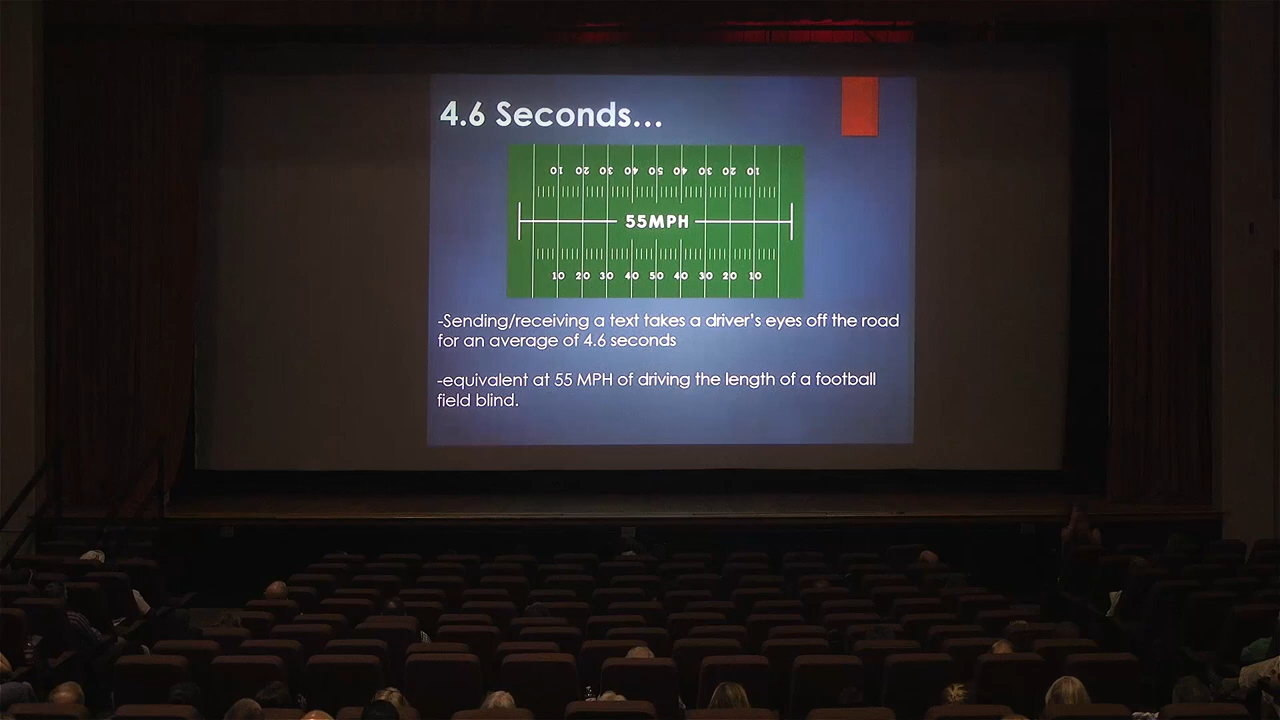 4.6 Seconds...
10 20 30 40 50 40 30 20 10
55MPH
10 20 30 40 50 40 30 20 10
-Sending/receiving a text takes a driver's eyes off the road
for an average of 4.6 seconds
-equivalent at 55 MPH of driving the length of a football
field blind.